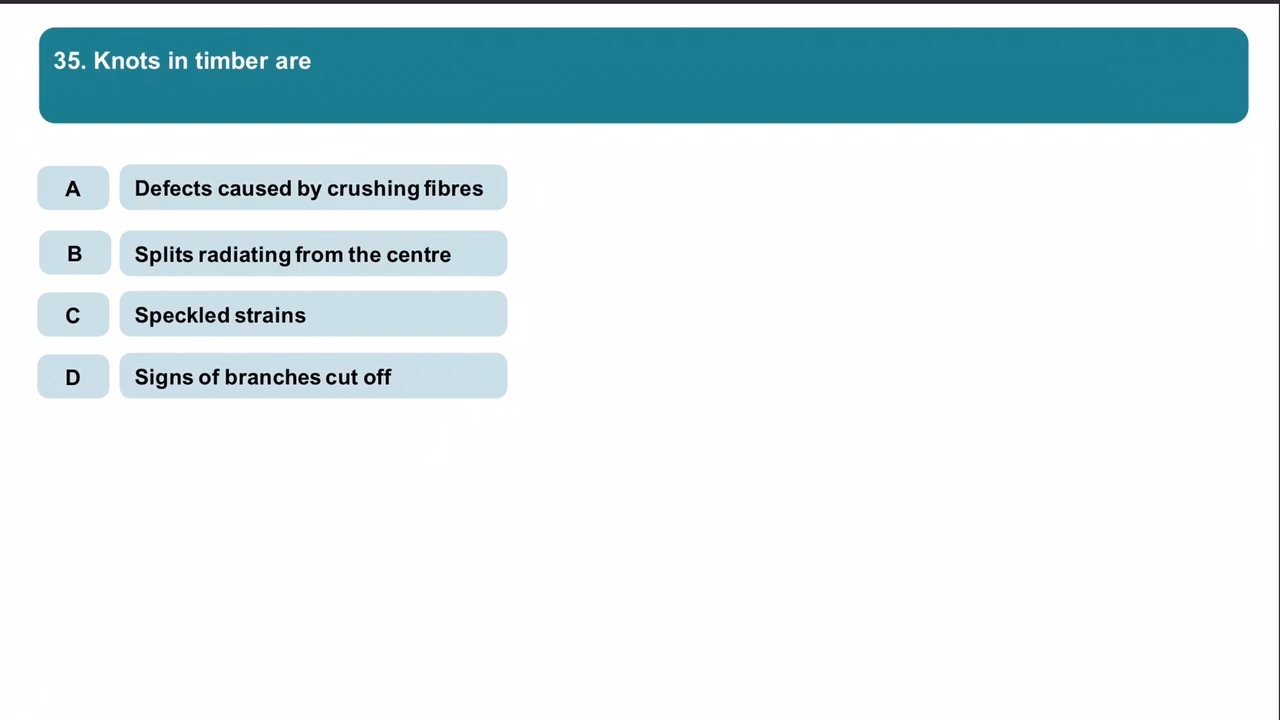 35. Knots in timber are
A Defects caused by crushing fibres
B Splits radiating from the centre
C Speckled strains
D Signs of branches cut off